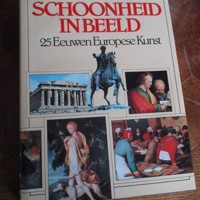 SCHOONHEID
IN BEELD
25 Eeuwen Europese Kunst